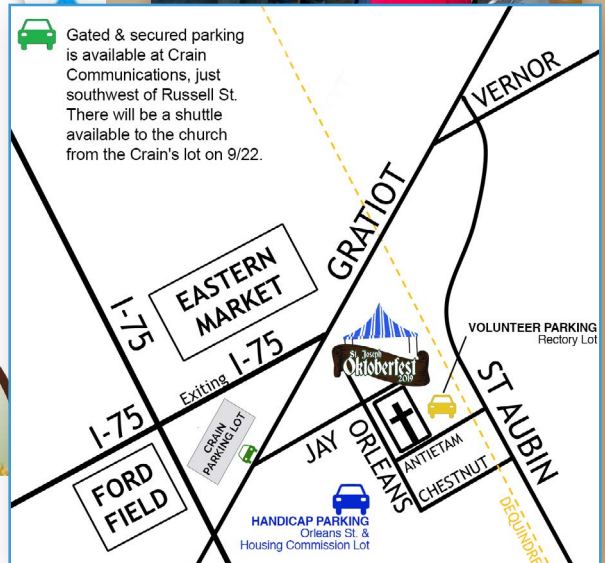 Gated & secured parking
is available at Crain
Communications, just
southwest of Russell St.
There will be a shuttle
available to the church
from the Crain's lot on 9/22.
VERNOR
GRATIOT
EASTERN
MARKET
I-75
I-75
Exiting
I-75
St. Joseph
Oktoberfest
2019
VOLUNTEER PARKING
Rectory Lot
ST AUBIN
CRAIN
PARKING LOT
JAY
ORLEANS
ANTIETAM
CHESTNUT
FORD
FIELD
HANDICAP PARKING
Orleans St. &
Housing Commission Lot
DEQUINDRE